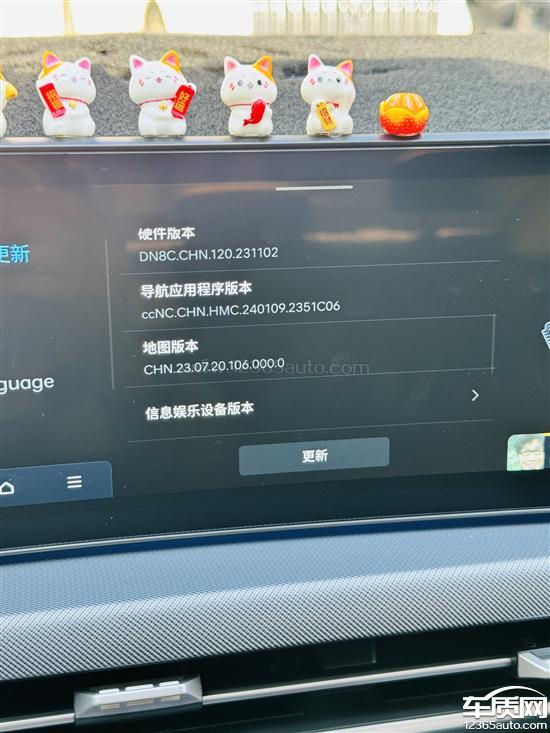 硬件版本
DN8C.CHN.120.231102
更新
导航应用程序版本
ccNC.CHN.HMC.240109.2351C06
地图版本
CHN.23.07.20.106.000.0
12365auto.com
guage
信息娱乐设备版本
更新
车质网
12365auto.com